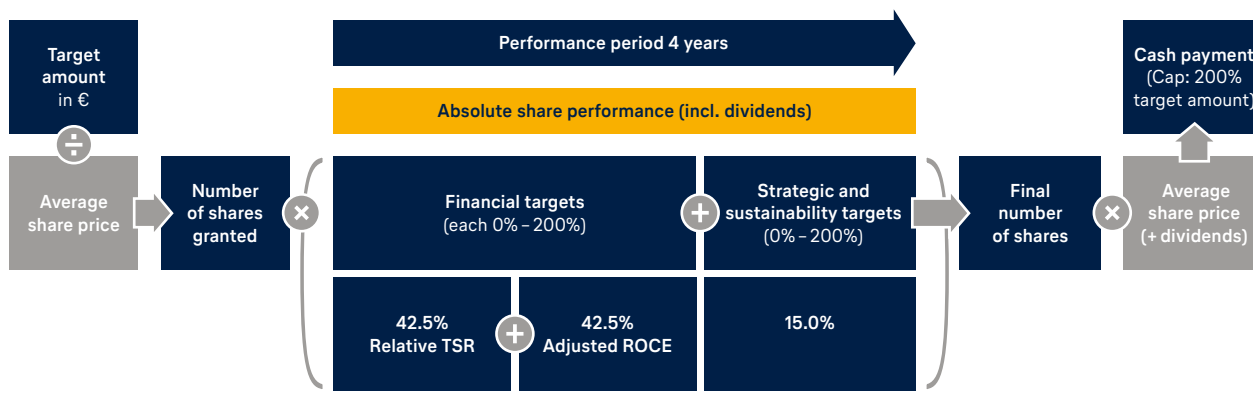 Target
amount
in €
÷
Average
share price
Number
of shares
granted
×
Performance period 4 years
Absolute share performance (incl. dividends)
Financial targets
(each 0% – 200%)
+
Strategic and
sustainability targets
(0% – 200%)
42.5%
Relative TSR
+
42.5%
Adjusted ROCE
15.0%
Final
number
of shares
×
Cash payment
(Cap: 200%
target amount)
Average
share price
(+ dividends)